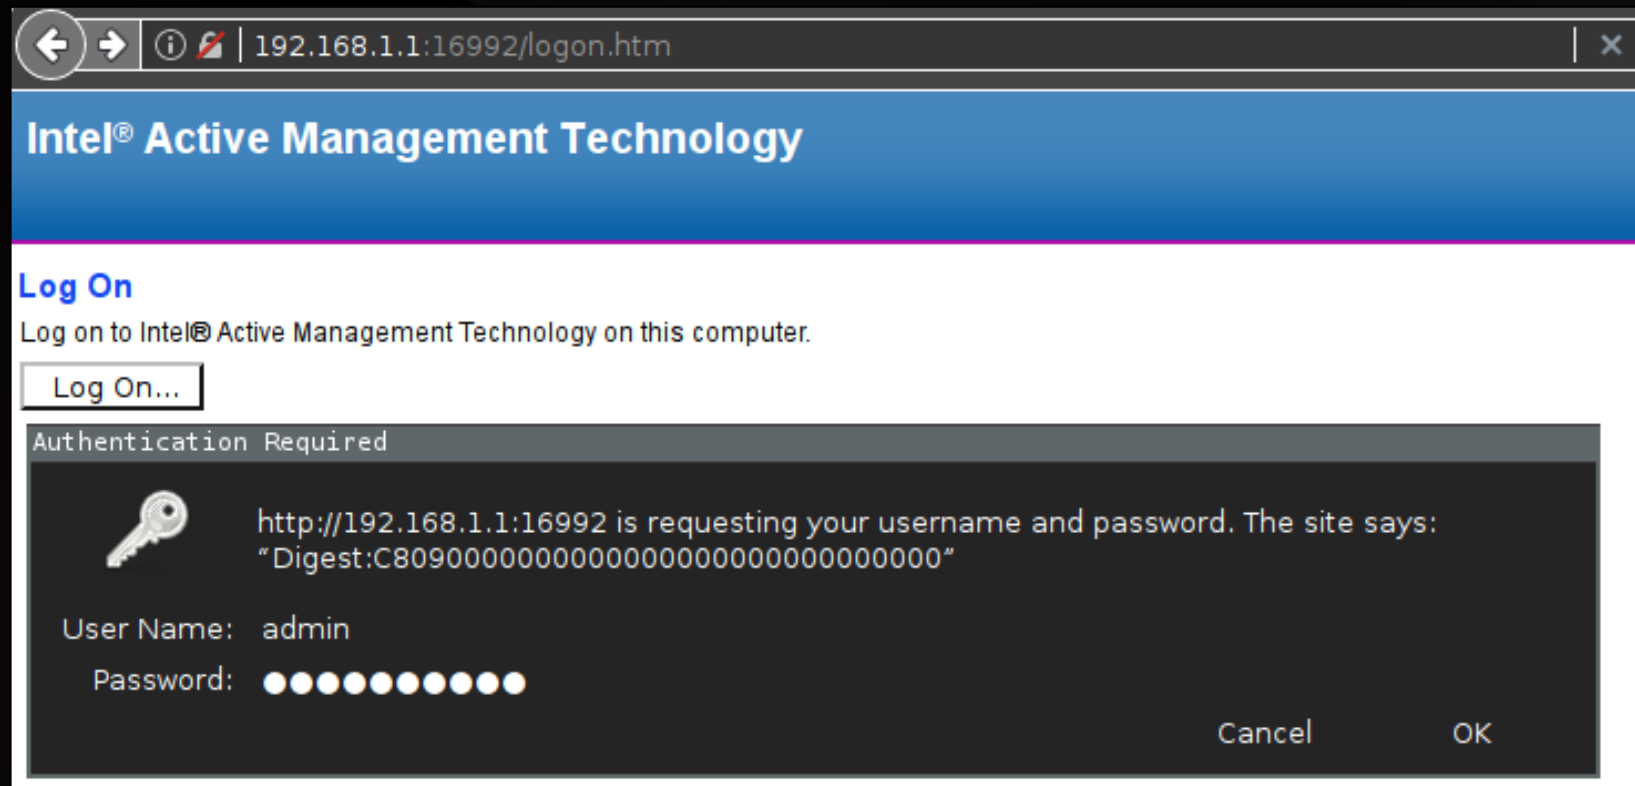 192.168.1.1:16992/logon.htm
Intel® Active Management Technology
Log On
Log on to Intel® Active Management Technology on this computer.
Log On...
Authentication Required
http://192.168.1.1:16992 is requesting your username and password. The site says:
“Digest:C8090000000000000000000000000000”
User Name: admin
Password: ●●●●●●●●●●
Cancel OK